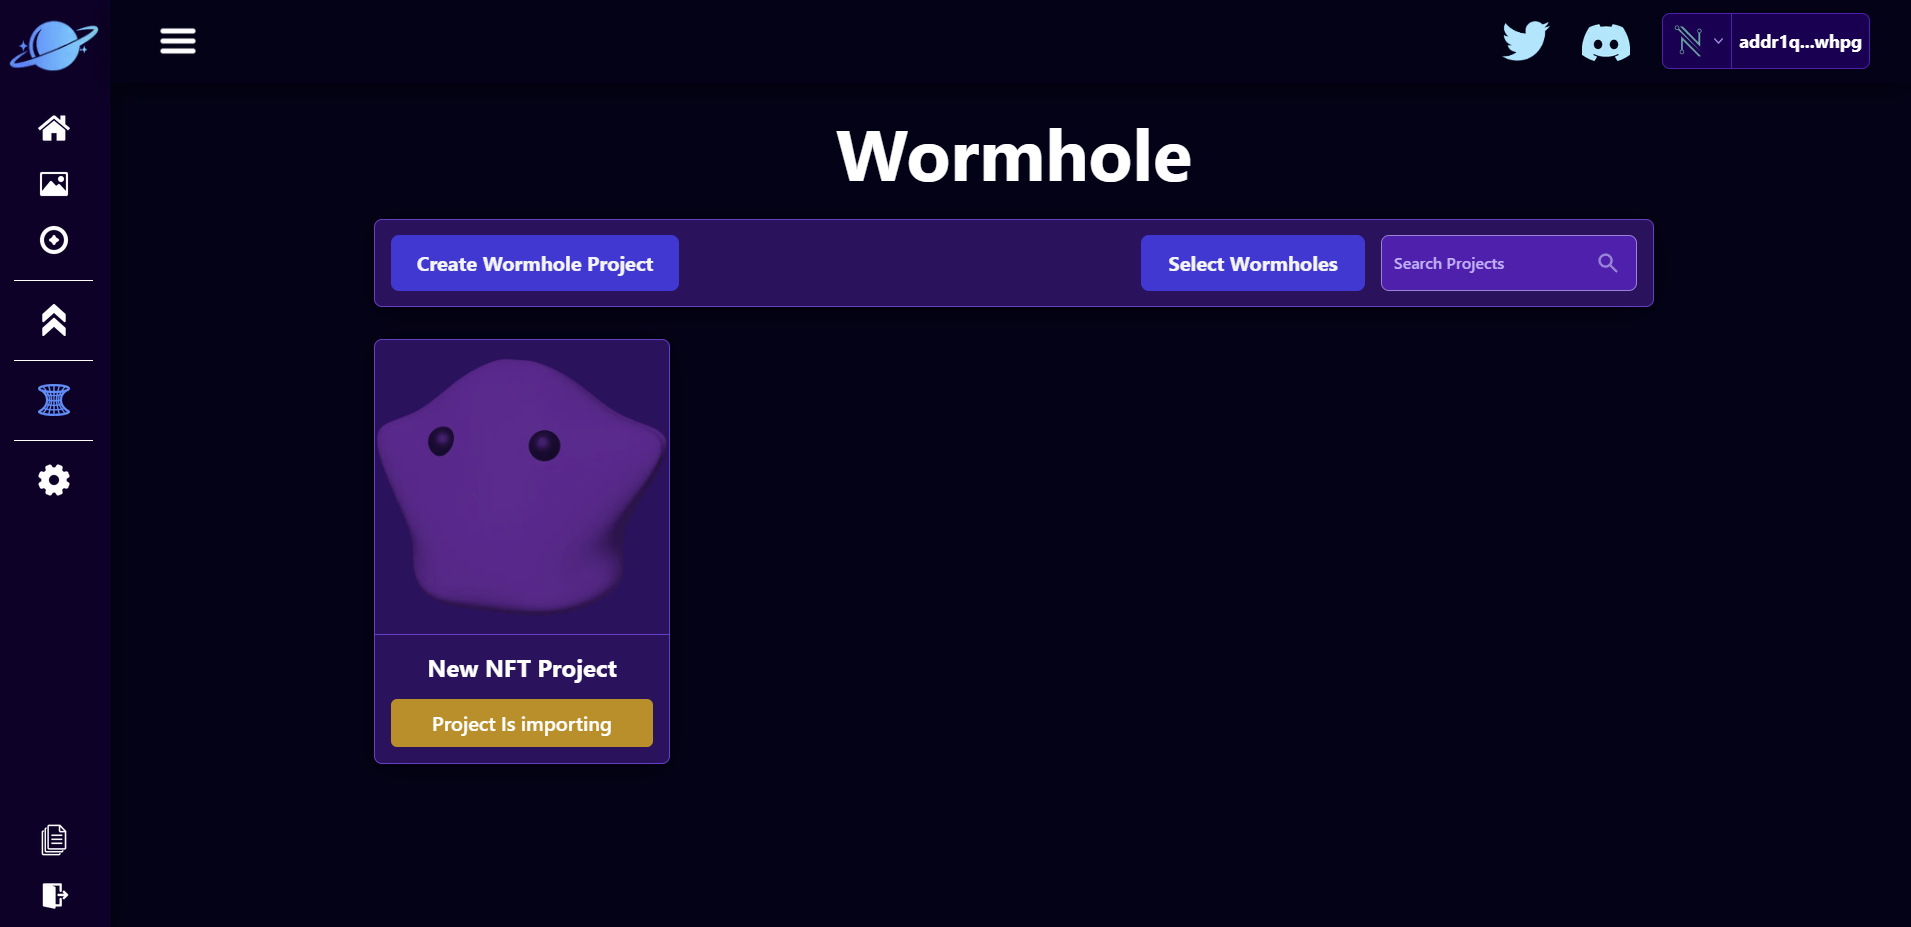 addr1q...whpg
Wormhole
Create Wormhole Project
Select Wormholes
Search Projects
New NFT Project
Project Is importing